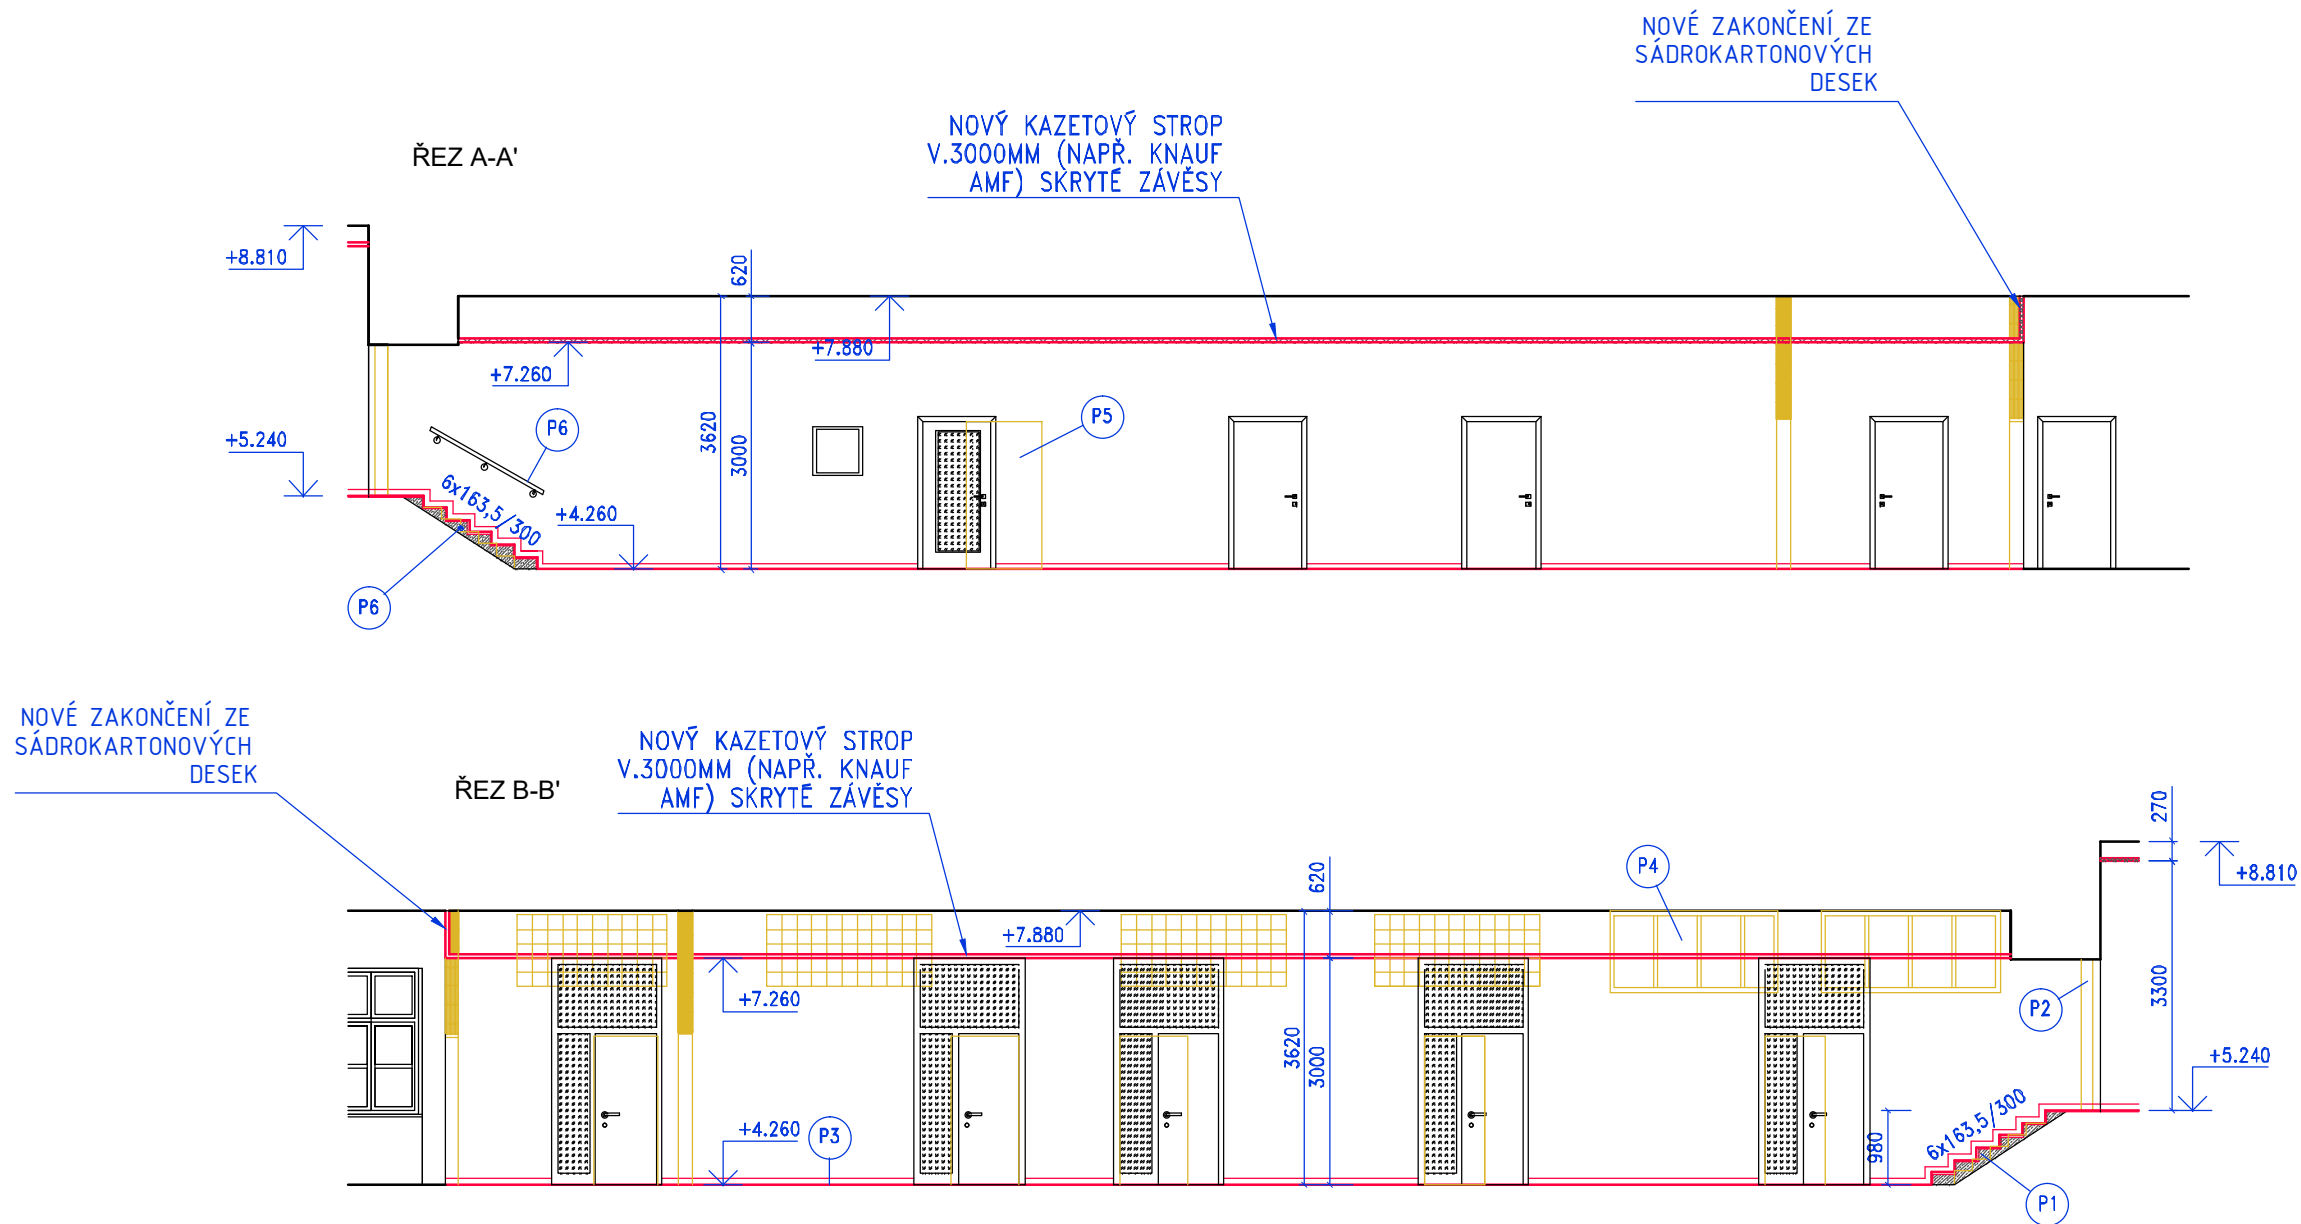 NOVÉ ZAKONČENÍ ZE
SÁDROKARTONOVÝCH
DESEK
NOVÝ KAZETOVÝ STROP
V.3000MM (NAPŘ. KNAUF
AMF) SKRYTÉ ZÁVĚSY
ŘEZ A-A'
+8.810
620
+7.880
+7.260
3620
3000
P6
P5
+5.240
6x163,5/300
+4.260
P6
NOVÉ ZAKONČENÍ ZE
SÁDROKARTONOVÝCH
DESEK
NOVÝ KAZETOVÝ STROP
V.3000MM (NAPŘ. KNAUF
AMF) SKRYTÉ ZÁVĚSY
ŘEZ B-B'
270
P4
620
+8.810
+7.880
+7.260
P2
3300
3620
3000
+5.240
+4.260
P3
980
6x163,5/300
P1